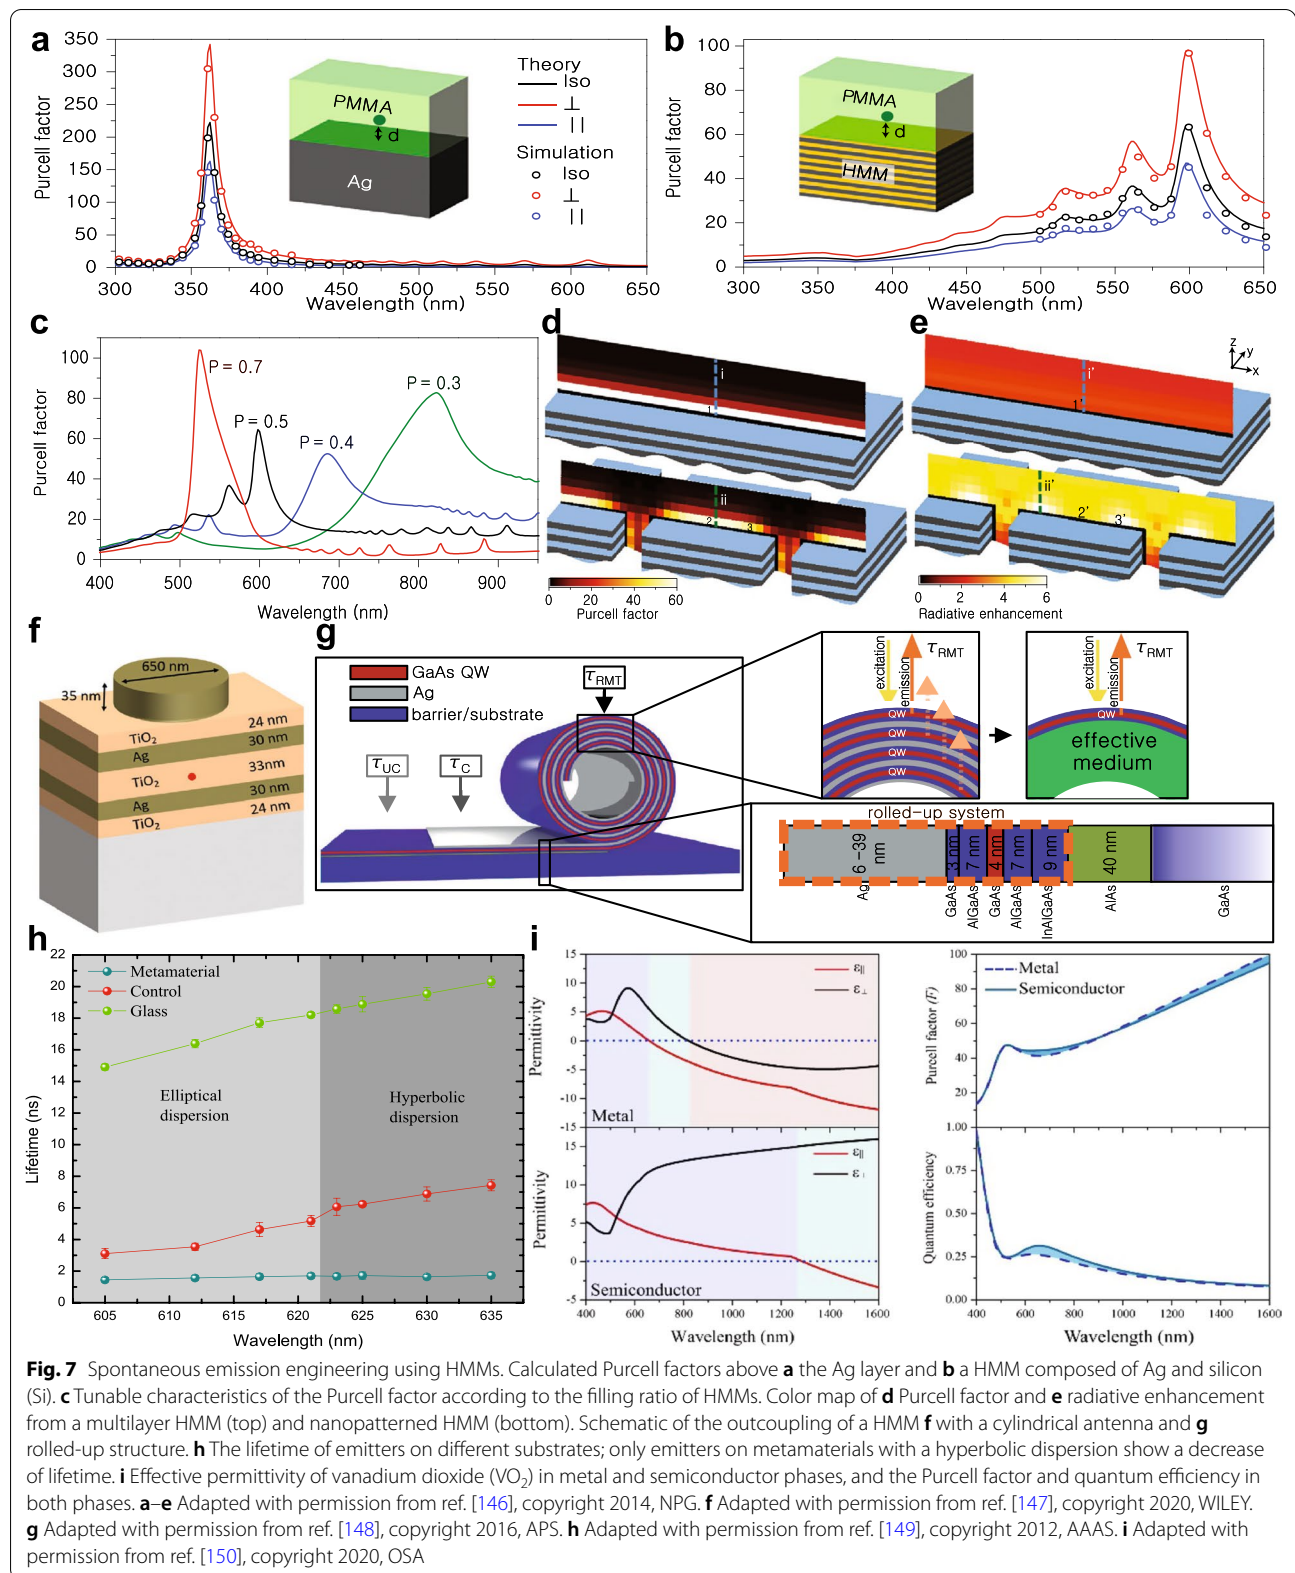 a
350
300
250
200
150
100
50
0
Purcell factor
300 350 400 450 500 550 600 650
Wavelength (nm)
PMMA
d
Ag
Theory
Iso
⊥
||
Simulation
Iso
⊥
||
b
100
80
60
40
20
0
Purcell factor
300 350 400 450 500 550 600 650
Wavelength (nm)
PMMA
d
HMM
c
100
80
60
40
20
0
Purcell factor
400 500 600 700 800 900
Wavelength (nm)
P = 0.7
P = 0.5
P = 0.4
P = 0.3
d
i
1
ii
2 3
0 20 40 60
Purcell factor
e
z
y
x
i'
1'
ii'
2' 3'
0 2 4 6
Radiative enhancement
f
650 nm
35 nm
TiO2 24 nm
Ag 30 nm
TiO2 33nm
Ag 30 nm
TiO2 24 nm
g
GaAs QW
Ag
barrier/substrate
τUC
τC
τRMT
excitation
emission
τRMT
QW
QW
QW
QW
excitation
emission
τRMT
QW
effective
medium
rolled-up system
6 -39
nm
3 nm
7 nm
4 nm
7 nm
9 nm
40 nm
Ag
GaAs
AlGaAs
GaAs
AlGaAs
InAlGaAs
AlAs
GaAs
h
22
20
18
16
14
12
10
8
6
4
2
0
Lifetime (ns)
Metamaterial
Control
Glass
Elliptical
dispersion
Hyperbolic
dispersion
605 610 615 620 625 630 635
Wavelength (nm)
i
15
10
5
0
-5
-10
-15
Permittivity
ε||
ε⊥
Metal
15
10
5
0
-5
Permittivity
ε||
ε⊥
Semiconductor
400 600 800 1000 1200 1400 1600
Wavelength (nm)
Metal
Semiconductor
100
80
60
40
20
Purcell factor (F)
1.00
0.75
0.50
0.25
0.00
Quantum efficiency
400 600 800 1000 1200 1400 1600
Wavelength (nm)
Fig. 7 Spontaneous emission engineering using HMMs. Calculated Purcell factors above a the Ag layer and b a HMM composed of Ag and silicon
(Si). c Tunable characteristics of the Purcell factor according to the filling ratio of HMMs. Color map of d Purcell factor and e radiative enhancement
from a multilayer HMM (top) and nanopatterned HMM (bottom). Schematic of the outcoupling of a HMM f with a cylindrical antenna and g
rolled-up structure. h The lifetime of emitters on different substrates; only emitters on metamaterials with a hyperbolic dispersion show a decrease
of lifetime. i Effective permittivity of vanadium dioxide (VO2) in metal and semiconductor phases, and the Purcell factor and quantum efficiency in
both phases. a–e Adapted with permission from ref. [146], copyright 2014, NPG. f Adapted with permission from ref. [147], copyright 2020, WILEY.
g Adapted with permission from ref. [148], copyright 2016, APS. h Adapted with permission from ref. [149], copyright 2012, AAAS. i Adapted with
permission from ref. [150], copyright 2020, OSA